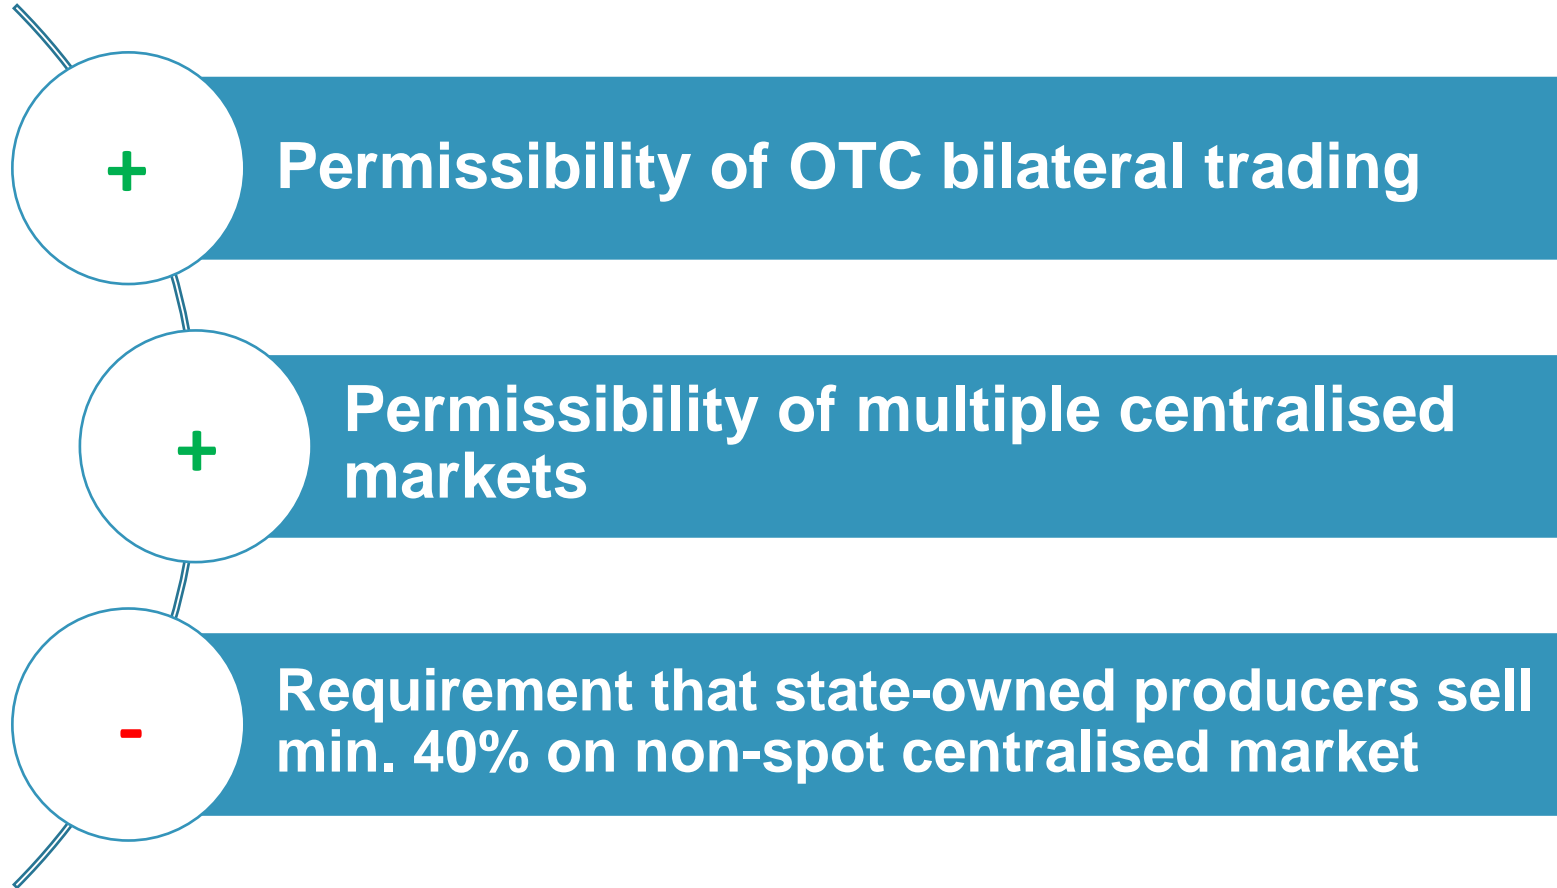 +
Permissibility of OTC bilateral trading
+
Permissibility of multiple centralised
markets
-
Requirement that state-owned producers sell
min. 40% on non-spot centralised market